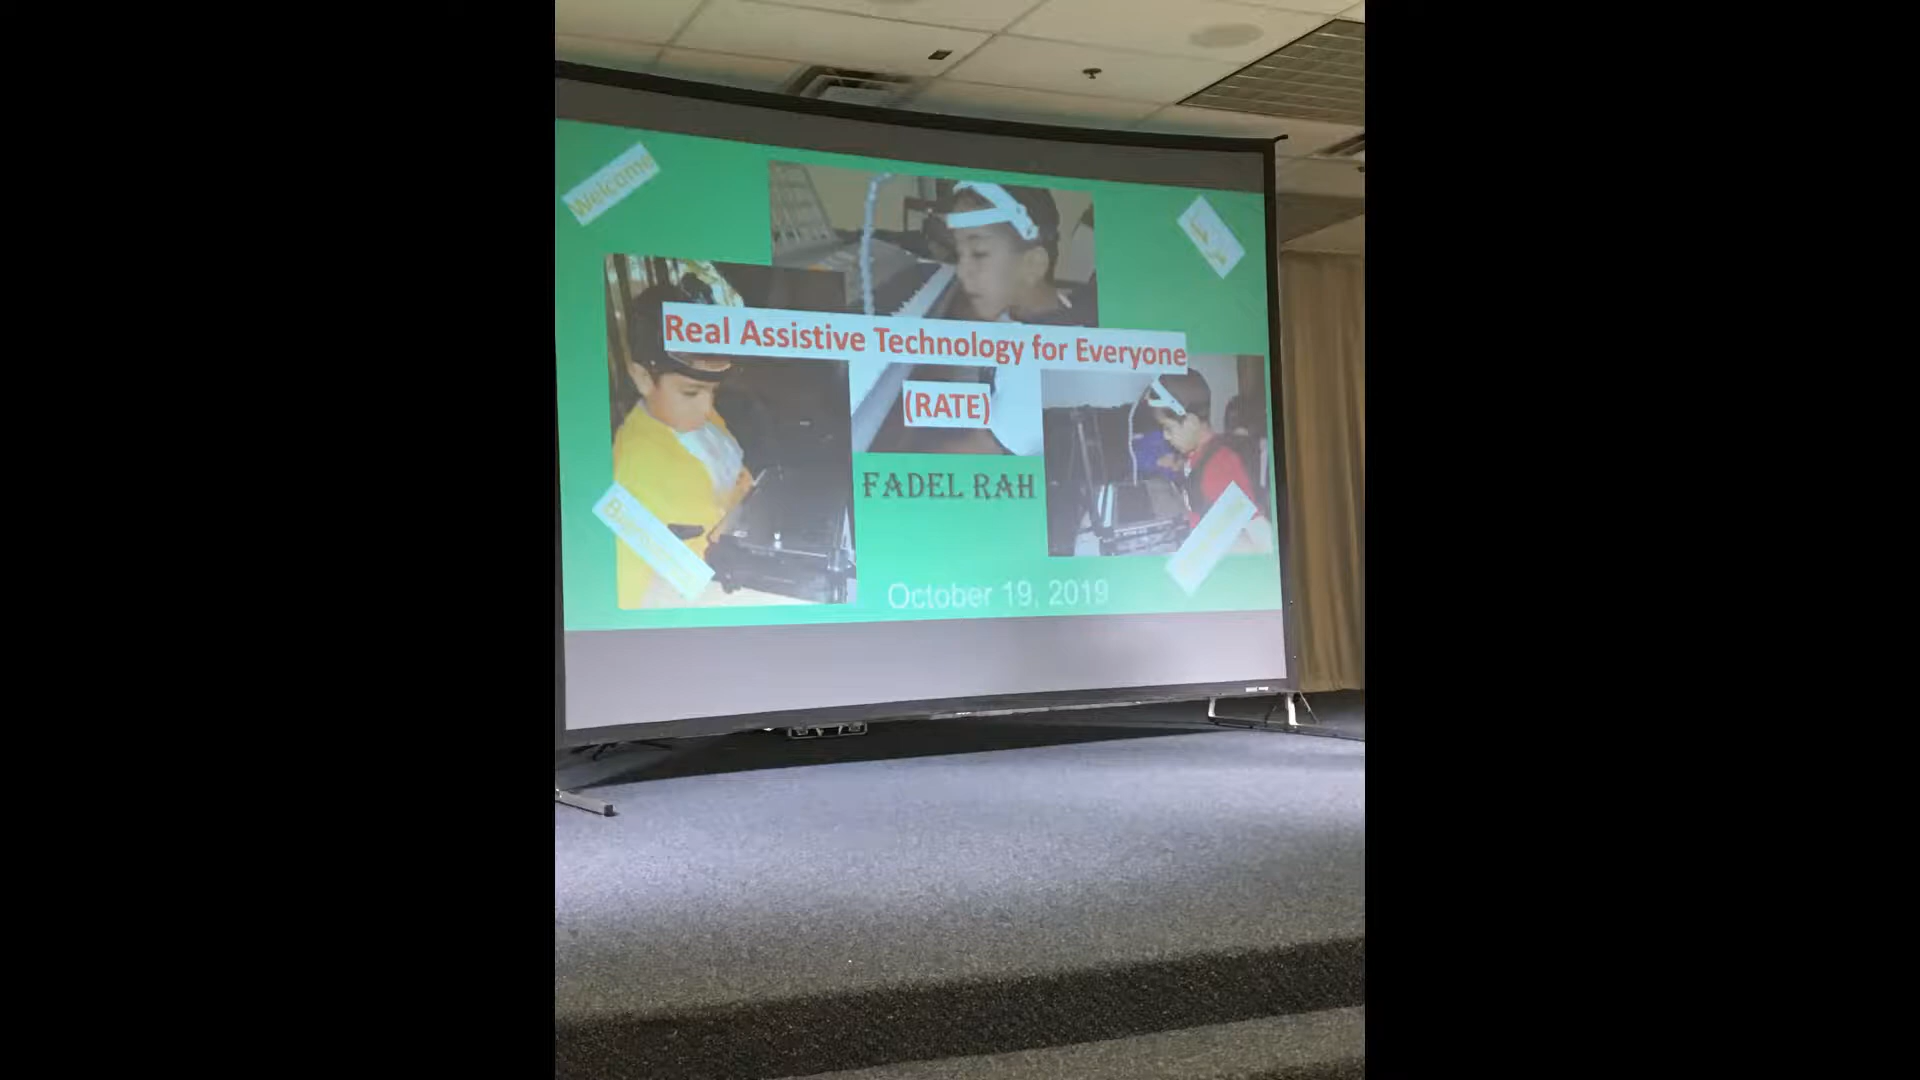 Welcome
Real Assistive Technology for Everyone
(RATE)
FADEL RAH
October 19, 2019